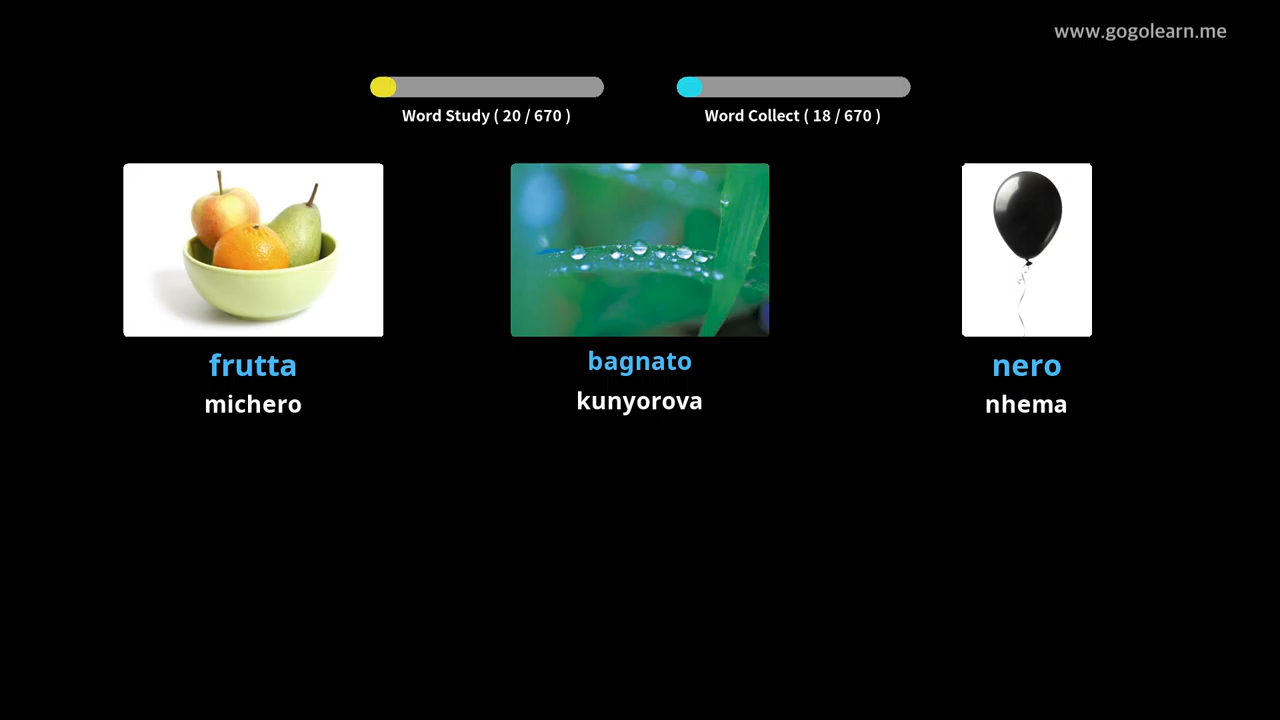 www.gogolearn.me
Word Study ( 20 / 670 )
Word Collect ( 18 / 670 )
frutta
michero
bagnato
kunyorova
nero
nhema